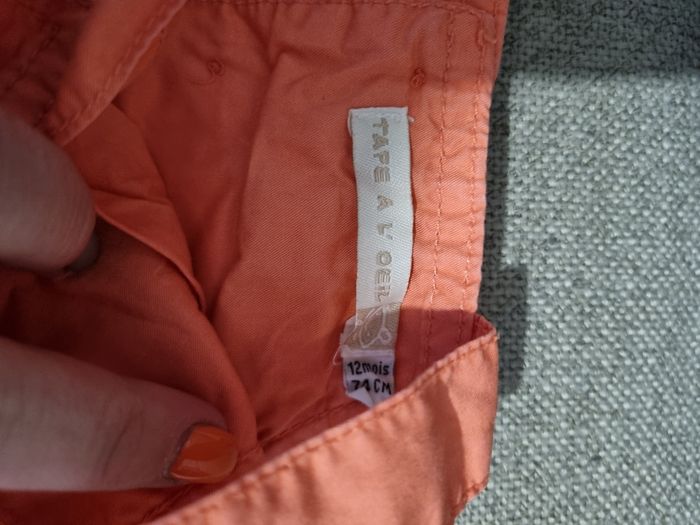 TAPE A L' OEIL
12mois
74CM